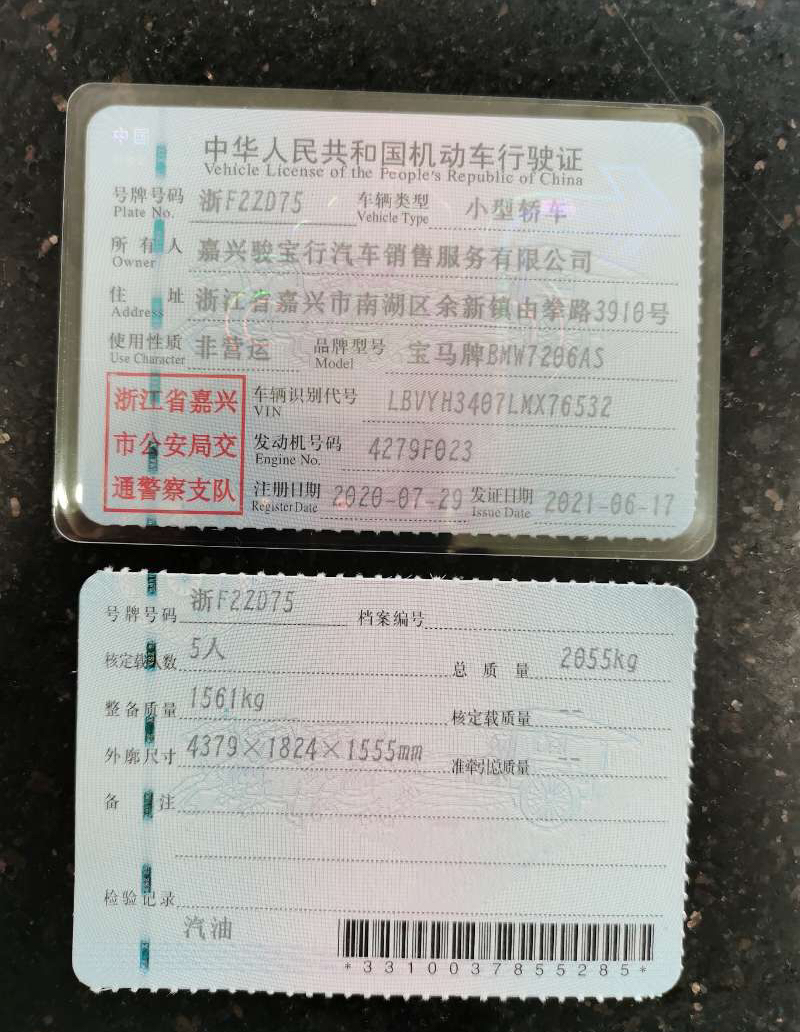 中华人民共和国机动车行驶证
Vehicle License of the People's Republic of China
号牌号码 浙F2ZD75 车辆类型 小型轿车
Plate No. Vehicle Type
所有人 嘉兴骏宝行汽车销售服务有限公司
Owner
住址 浙江省嘉兴市南湖区余新镇由拳路3910号
Address
使用性质 非营运 品牌型号 宝马牌BMW7206AS
Use Character Model
浙江省嘉兴
市公安局交
通警察支队
车辆识别代号 LBVYH3407LMX76532
VIN
发动机号码 4279F023
Engine No.
注册日期 2020-07-29 发证日期 2021-06-17
Register Date Issue Date
号牌号码 浙F2ZD75 档案编号
核定载人数 5人 总质量 2055kg
整备质量 1561kg 核定载质量 --
外廓尺寸 4379×1824×1555mm 准牵引总质量 --
备注
检验记录
汽油
*3310037855285*